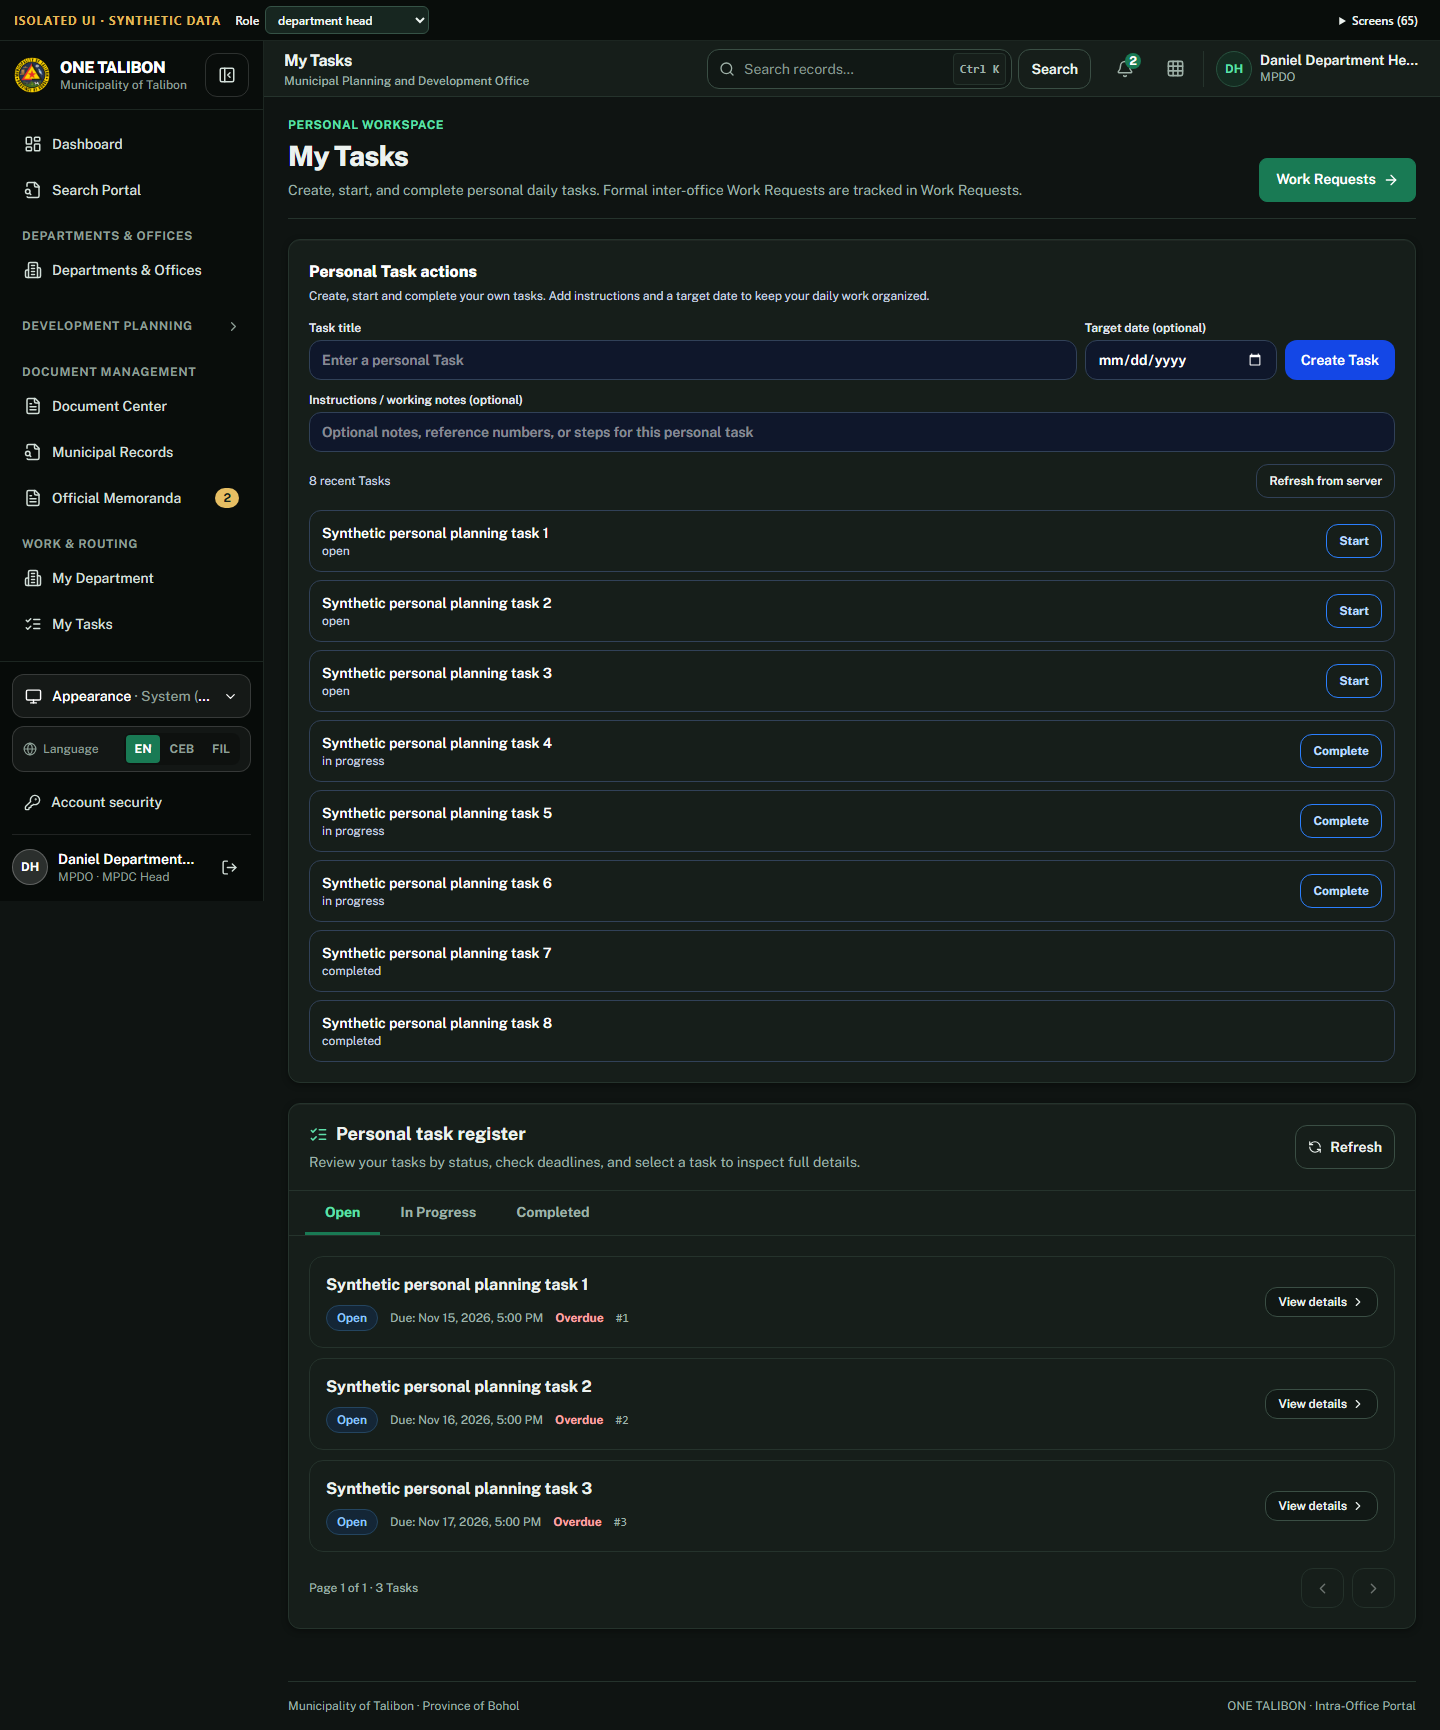 ISOLATED UI · SYNTHETIC DATA Role department head Screens (65)
ONE TALIBON
Municipality of Talibon
My Tasks
Municipal Planning and Development Office
Search records... Ctrl K Search
2
DH Daniel Department He...
MPDO
Dashboard
Search Portal
DEPARTMENTS & OFFICES
Departments & Offices
DEVELOPMENT PLANNING
DOCUMENT MANAGEMENT
Document Center
Municipal Records
Official Memoranda 2
WORK & ROUTING
My Department
My Tasks
Appearance · System (...
Language EN CEB FIL
Account security
DH Daniel Department...
MPDO · MPDC Head
PERSONAL WORKSPACE
My Tasks
Create, start, and complete personal daily tasks. Formal inter-office Work Requests are tracked in Work Requests.
Work Requests
Personal Task actions
Create, start and complete your own tasks. Add instructions and a target date to keep your daily work organized.
Task title Target date (optional)
Enter a personal Task mm/dd/yyyy Create Task
Instructions / working notes (optional)
Optional notes, reference numbers, or steps for this personal task
8 recent Tasks Refresh from server
Synthetic personal planning task 1
open
Start
Synthetic personal planning task 2
open
Start
Synthetic personal planning task 3
open
Start
Synthetic personal planning task 4
in progress
Complete
Synthetic personal planning task 5
in progress
Complete
Synthetic personal planning task 6
in progress
Complete
Synthetic personal planning task 7
completed
Synthetic personal planning task 8
completed
Personal task register
Review your tasks by status, check deadlines, and select a task to inspect full details.
Refresh
Open In Progress Completed
Synthetic personal planning task 1
Open Due: Nov 15, 2026, 5:00 PM Overdue #1
View details
Synthetic personal planning task 2
Open Due: Nov 16, 2026, 5:00 PM Overdue #2
View details
Synthetic personal planning task 3
Open Due: Nov 17, 2026, 5:00 PM Overdue #3
View details
Page 1 of 1 · 3 Tasks
Municipality of Talibon · Province of Bohol ONE TALIBON · Intra-Office Portal